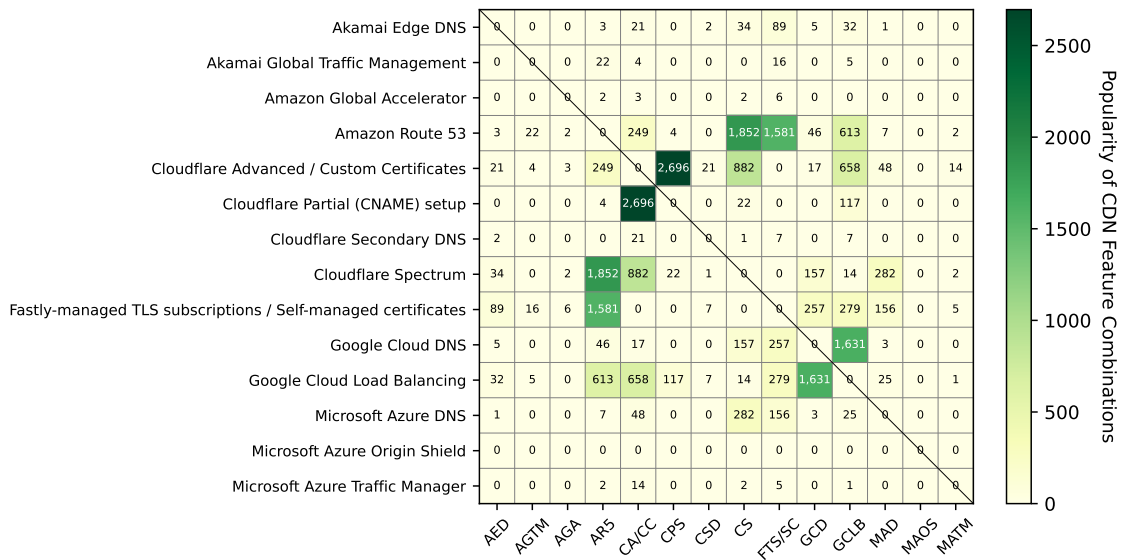 Akamai Edge DNS 0 0 0 3 21 0 2 34 89 5 32 1 0 0
Akamai Global Traffic Management 0 0 0 22 4 0 0 0 16 0 5 0 0 0
Amazon Global Accelerator 0 0 0 2 3 0 0 2 6 0 0 0 0 0
Amazon Route 53 3 22 2 0 249 4 0 1,852 1,581 46 613 7 0 2
Cloudflare Advanced / Custom Certificates 21 4 3 249 0 2,696 21 882 0 17 658 48 0 14
Cloudflare Partial (CNAME) setup 0 0 0 4 2,696 0 0 22 0 0 117 0 0 0
Cloudflare Secondary DNS 2 0 0 0 21 0 0 1 7 0 7 0 0 0
Cloudflare Spectrum 34 0 2 1,852 882 22 1 0 0 157 14 282 0 2
Fastly-managed TLS subscriptions / Self-managed certificates 89 16 6 1,581 0 0 7 0 0 257 279 156 0 5
Google Cloud DNS 5 0 0 46 17 0 0 157 257 0 1,631 3 0 0
Google Cloud Load Balancing 32 5 0 613 658 117 7 14 279 1,631 0 25 0 1
Microsoft Azure DNS 1 0 0 7 48 0 0 282 156 3 25 0 0 0
Microsoft Azure Origin Shield 0 0 0 0 0 0 0 0 0 0 0 0 0 0
Microsoft Azure Traffic Manager 0 0 0 2 14 0 0 2 5 0 1 0 0 0
AED AGTM AGA AR5 CA/CC CPS CSD CS FTS/SC GCD GCLB MAD MAOS MATM
2500
2000
1500
1000
500
0
Popularity of CDN Feature Combinations